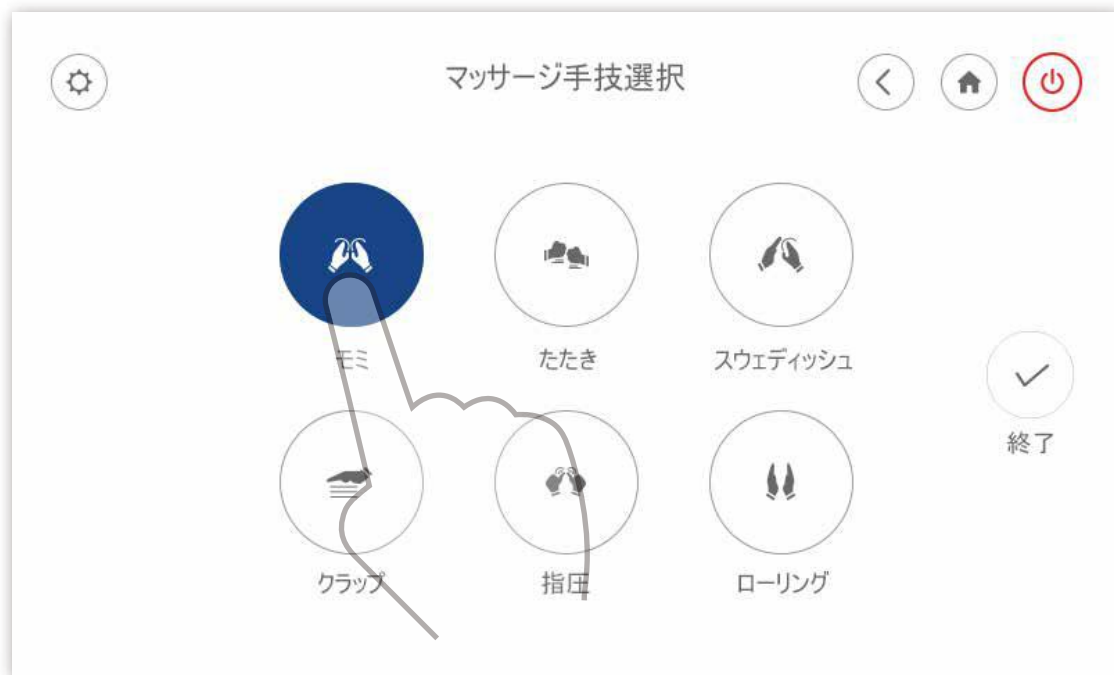 マッサージ手技選択
モミ
たたき
スウェディッシュ
クラップ
指圧
ローリング
終了